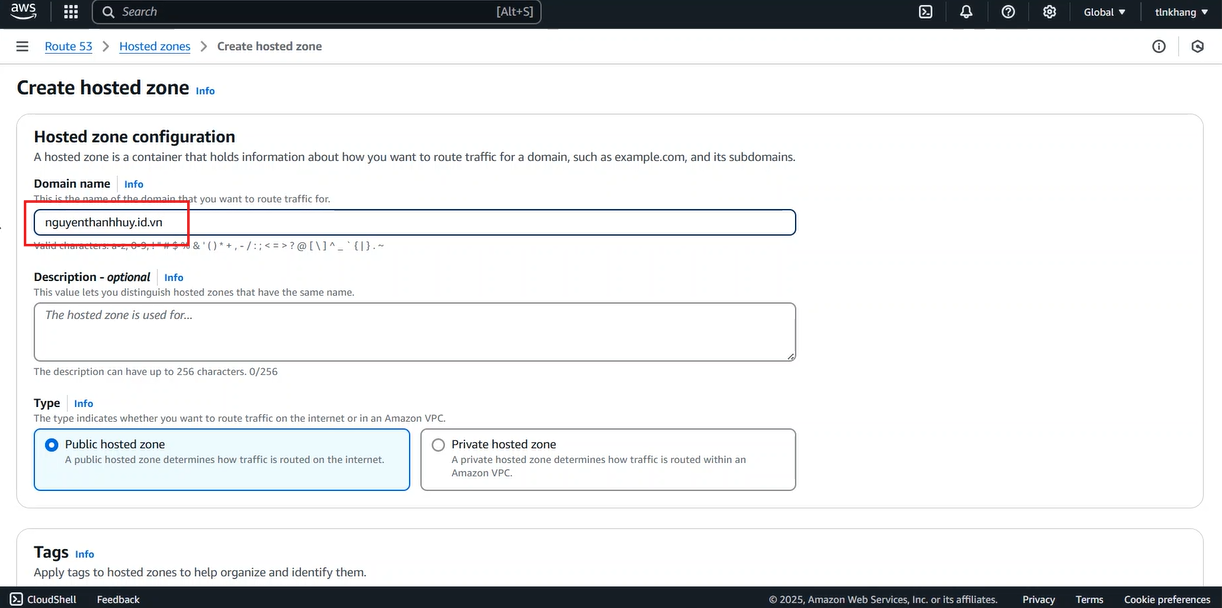 aws Search [Alt+S] Global tlnkhang
Route 53 Hosted zones Create hosted zone
Create hosted zone Info
Hosted zone configuration
A hosted zone is a container that holds information about how you want to route traffic for a domain, such as example.com, and its subdomains.
Domain name Info
This is the name of the domain that you want to route traffic for.
nguyenthanhhuy.id.vn
Valid characters: a-z, 0-9, ! " # $ % & ' ( ) * + , - / : ; < = > ? @ [ \ ] ^ _ ` { | } . ~
Description - optional Info
This value lets you distinguish hosted zones that have the same name.
The hosted zone is used for...
The description can have up to 256 characters. 0/256
Type Info
The type indicates whether you want to route traffic on the internet or in an Amazon VPC.
Public hosted zone
A public hosted zone determines how traffic is routed on the internet.
Private hosted zone
A private hosted zone determines how traffic is routed within an
Amazon VPC.
Tags Info
Apply tags to hosted zones to help organize and identify them.
CloudShell Feedback © 2025, Amazon Web Services, Inc. or its affiliates. Privacy Terms Cookie preferences